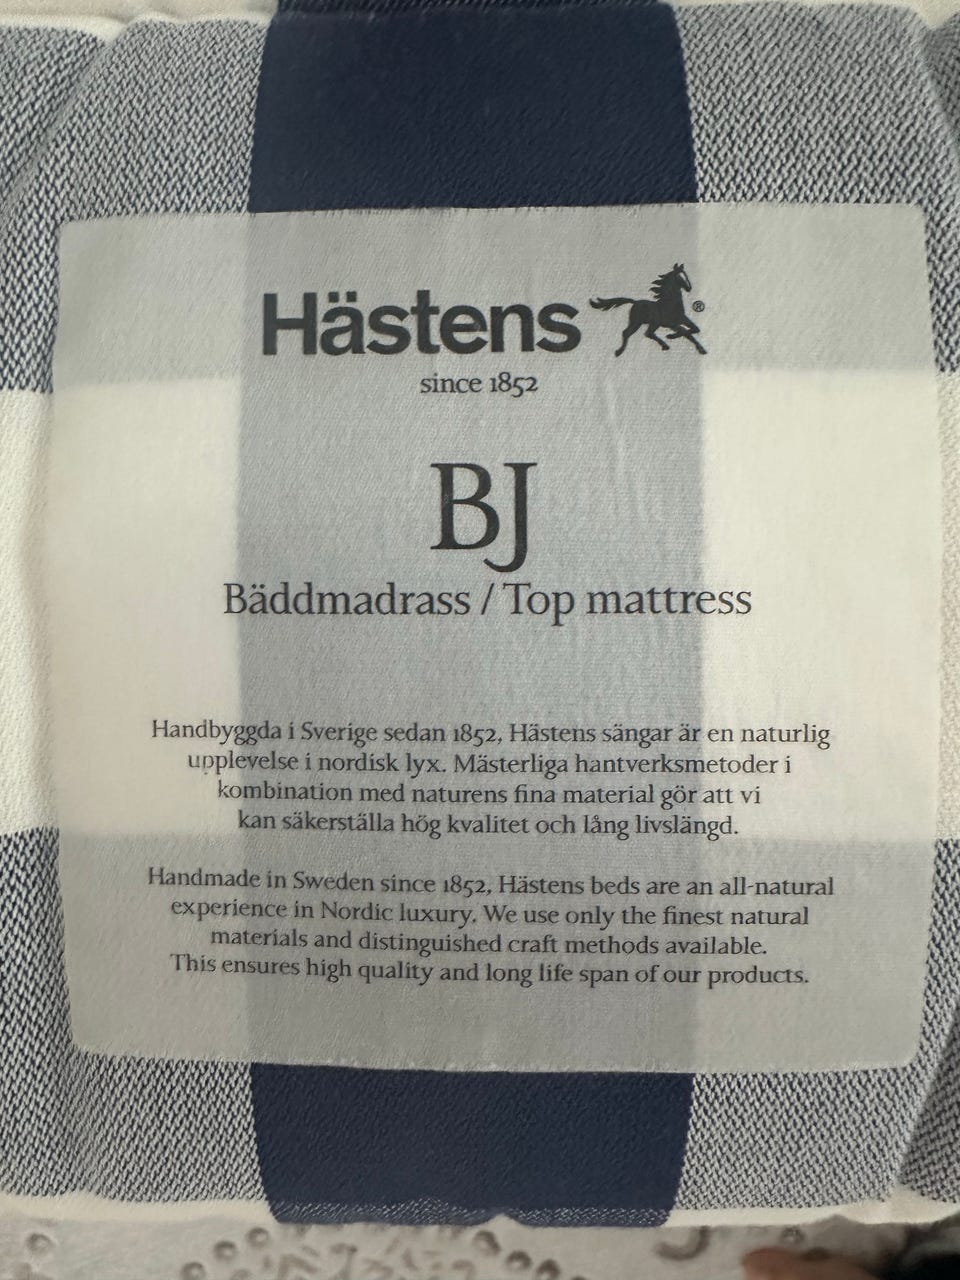 Hästens®
since 1852
BJ
Bäddmadrass / Top mattress
Handbyggda i Sverige sedan 1852, Hästens sängar är en naturlig
upplevelse i nordisk lyx. Mästerliga hantverksmetoder i
kombination med naturens fina material gör att vi
kan säkerställa hög kvalitet och lång livslängd.
Handmade in Sweden since 1852, Hästens beds are an all-natural
experience in Nordic luxury. We use only the finest natural
materials and distinguished craft methods available.
This ensures high quality and long life span of our products.